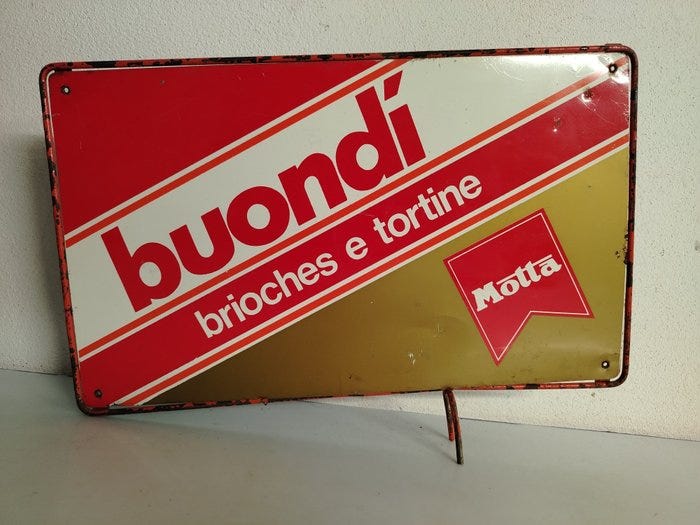 buondí
brioches e tortine
Motta